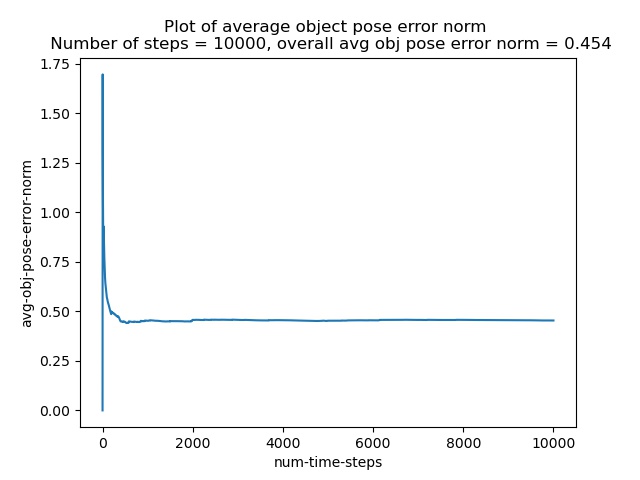 Plot of average object pose error norm
Number of steps = 10000, overall avg obj pose error norm = 0.454
1.75
1.50
1.25
1.00
0.75
0.50
0.25
0.00
avg-obj-pose-error-norm
0 2000 4000 6000 8000 10000
num-time-steps